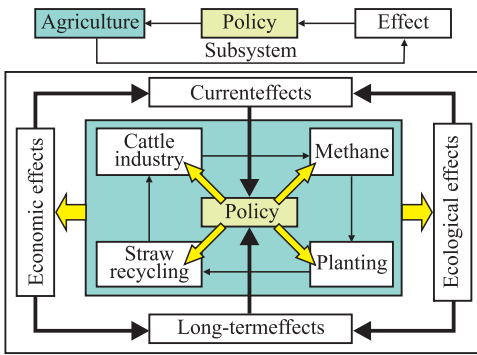 Agriculture
Policy
Effect
Subsystem
Currenteffects
Economic effects
Cattle
industry
Methane
Policy
Straw
recycling
Planting
Ecological effects
Long-termeffects